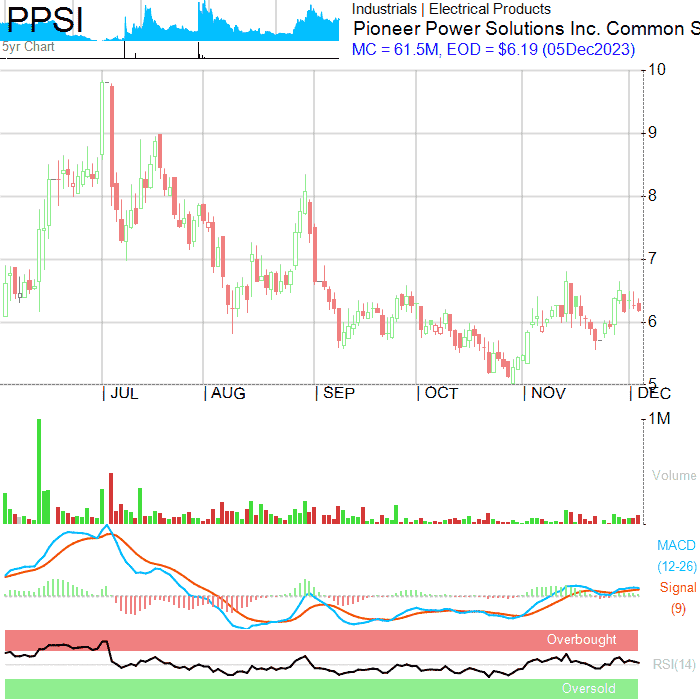 PPSI
5yr Chart
Industrials | Electrical Products
Pioneer Power Solutions Inc. Common S
MC = 61.5M, EOD = $6.19 (05Dec2023)
10
9
8
7
6
5
JUL AUG SEP OCT NOV DEC
1M
Volume
MACD
(12-26)
Signal
(9)
Overbought
RSI(14)
Oversold